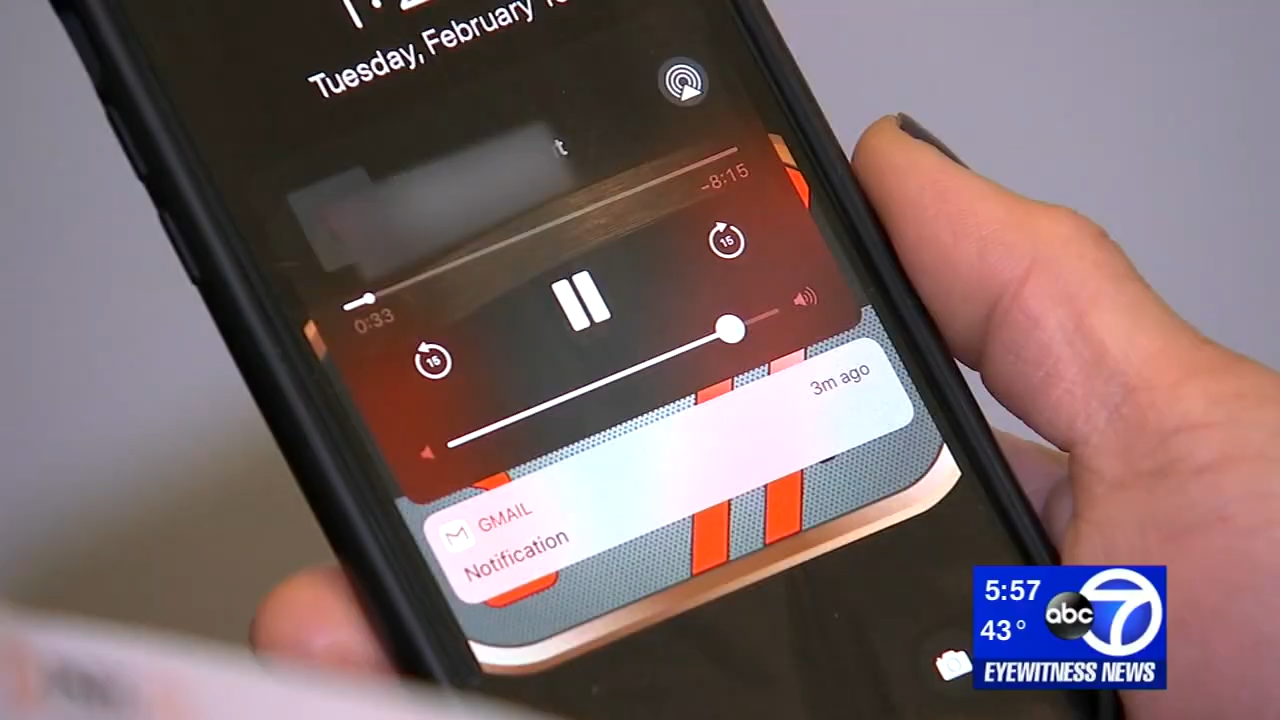 Tuesday, February
-8:15
0:33
15
15
3m ago
GMAIL
Notification
5:57
43°
abc 7
EYEWITNESS NEWS